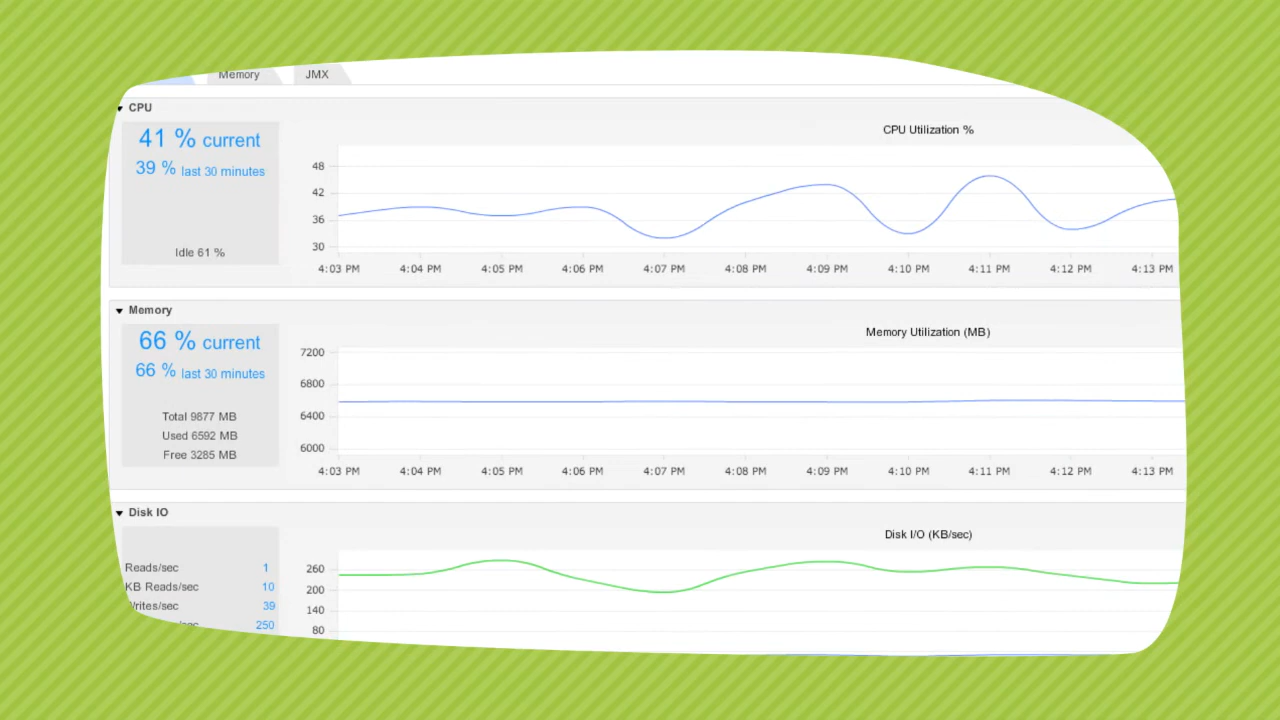 Memory JMX
CPU
41 % current
39 % last 30 minutes
Idle 61 %
CPU Utilization %
48
42
36
30
4:03 PM 4:04 PM 4:05 PM 4:06 PM 4:07 PM 4:08 PM 4:09 PM 4:10 PM 4:11 PM 4:12 PM 4:13 PM
Memory
66 % current
66 % last 30 minutes
Total 9877 MB
Used 6592 MB
Free 3285 MB
Memory Utilization (MB)
7200
6800
6400
6000
4:03 PM 4:04 PM 4:05 PM 4:06 PM 4:07 PM 4:08 PM 4:09 PM 4:10 PM 4:11 PM 4:12 PM 4:13 PM
Disk IO
Reads/sec 1
KB Reads/sec 10
Writes/sec 39
250
Disk I/O (KB/sec)
260
200
140
80